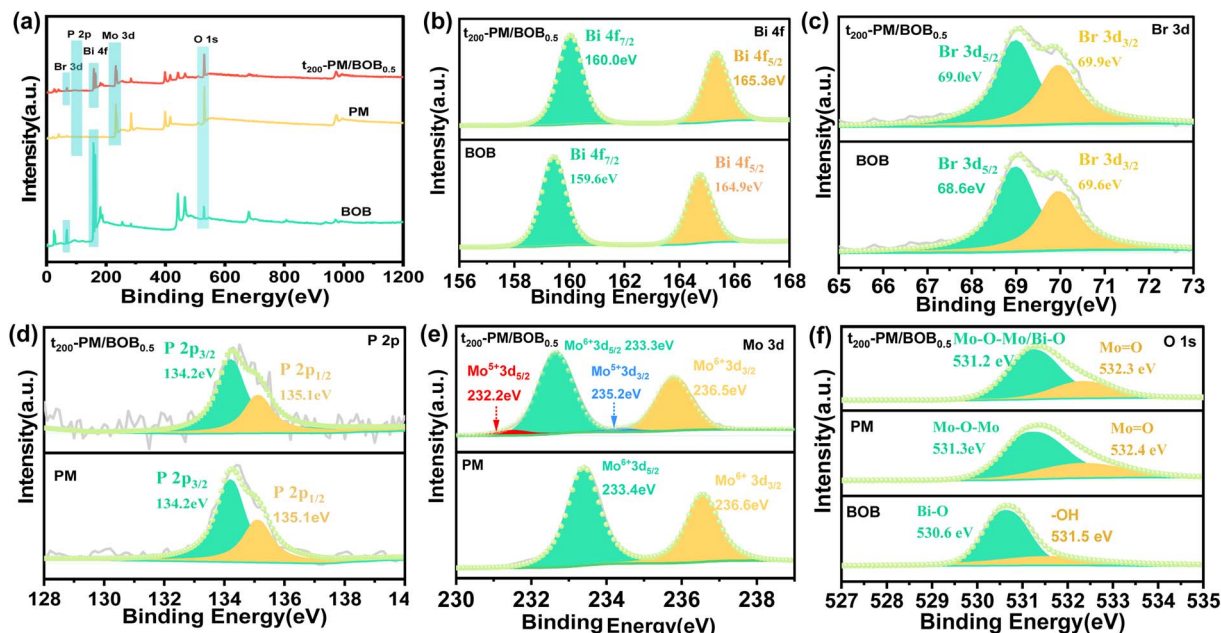 (a)
P 2p
Mo 3d
O 1s
Br 3d
Bi 4f
t200-PM/BOB0.5
PM
BOB
Intensity(a.u.)
0 200 400 600 800 1000 1200
Binding Energy(eV)
(b)
t200-PM/BOB0.5
Bi 4f
Bi 4f7/2
160.0eV
Bi 4f5/2
165.3eV
BOB
Bi 4f7/2
159.6eV
Bi 4f5/2
164.9eV
Intensity(a.u.)
156 158 160 162 164 166 168
Binding Energy(eV)
(c)
t200-PM/BOB0.5
Br 3d
Br 3d5/2
69.0eV
Br 3d3/2
69.9eV
BOB
Br 3d5/2
68.6eV
Br 3d3/2
69.6eV
Intensity(a.u.)
65 66 67 68 69 70 71 72 73
Binding Energy(eV)
(d)
t200-PM/BOB0.5
P 2p
P 2p3/2
134.2eV
P 2p1/2
135.1eV
PM
P 2p3/2
134.2eV
P 2p1/2
135.1eV
Intensity(a.u.)
128 130 132 134 136 138 14
Binding Energy(eV)
(e)
t200-PM/BOB0.5
Mo 3d
Mo5+3d5/2
232.2eV
Mo6+3d5/2 233.3eV
Mo5+3d3/2
235.2eV
Mo6+3d3/2
236.5eV
PM
Mo6+3d5/2
233.4eV
Mo6+ 3d3/2
236.6eV
Intensity(a.u.)
230 232 234 236 238
Binding Energy(eV)
(f)
t200-PM/BOB0.5
O 1s
Mo-O-Mo/Bi-O
531.2 eV
Mo=O
532.3 eV
PM
Mo-O-Mo
531.3eV
Mo=O
532.4 eV
BOB
Bi-O
530.6 eV
-OH
531.5 eV
Intensity(a.u.)
527 528 529 530 531 532 533 534 535
Binding Energy(eV)